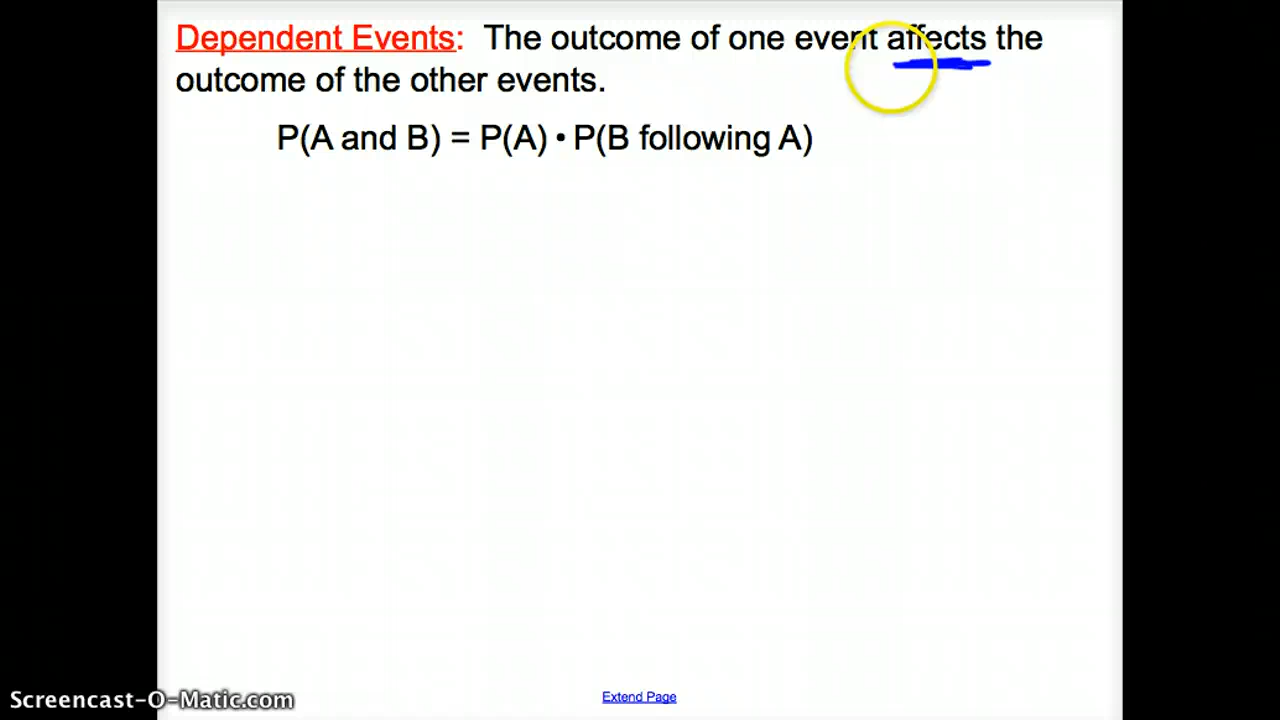 Dependent Events: The outcome of one event affects the
outcome of the other events.
P(A and B) = P(A) • P(B following A)
Extend Page
Screencast-O-Matic.com